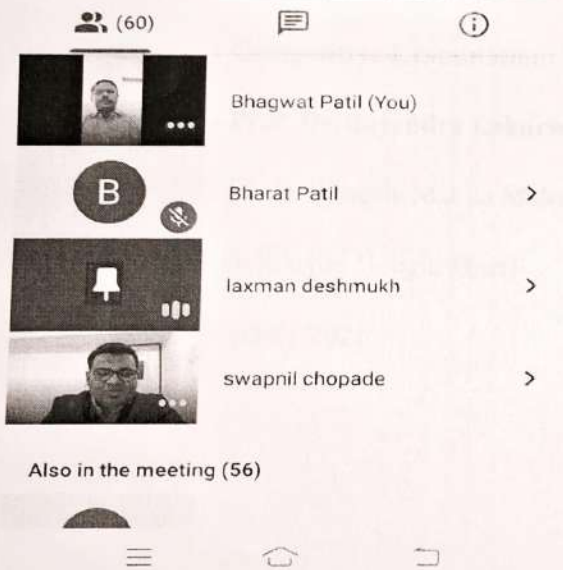 (60)
Bhagwat Patil (You)
B
Bharat Patil
laxman deshmukh
swapnil chopade
Also in the meeting (56)